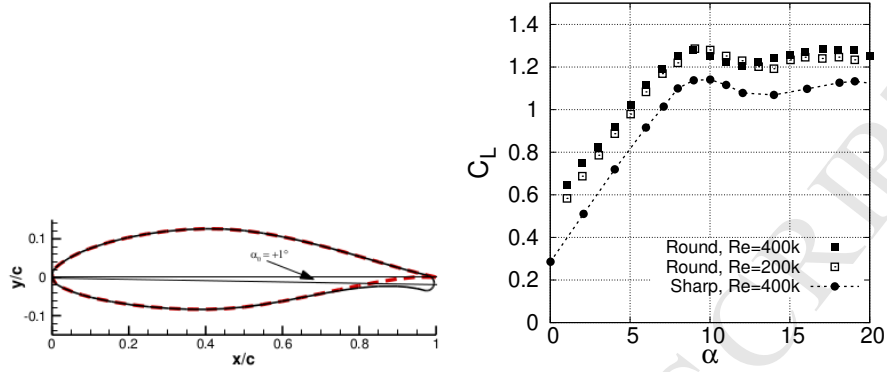 0.1
0
-0.1
y/c
α₀ = +1°
0 0.2 0.4 0.6 0.8 1
x/c
1.4
1.2
1
0.8
0.6
0.4
0.2
0
C_L
Round, Re=400k
Round, Re=200k
Sharp, Re=400k
0 5 10 15 20
α
SCRIPT